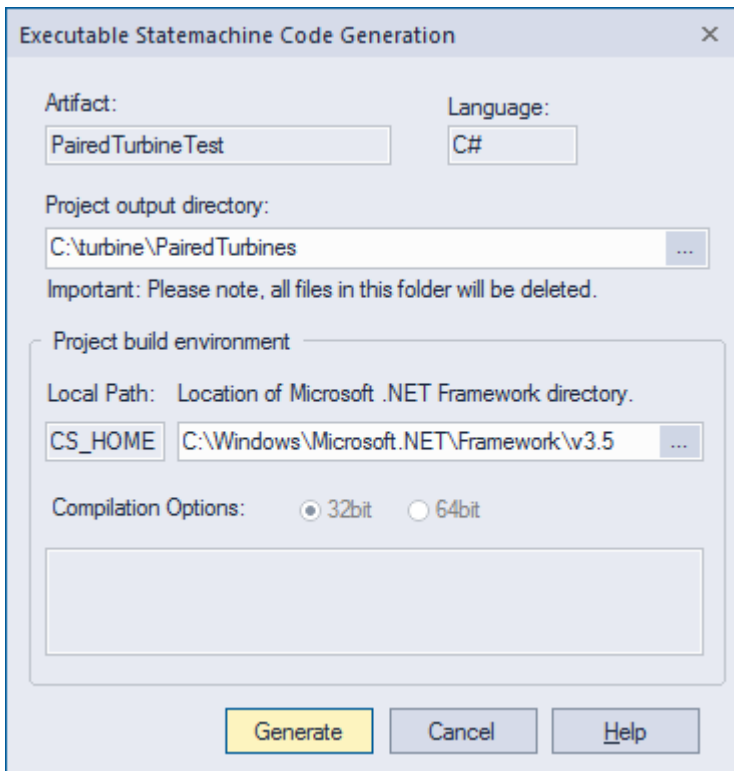 Executable Statemachine Code Generation
Artifact: Language:
PairedTurbineTest C#
Project output directory:
C:\turbine\PairedTurbines ...
Important: Please note, all files in this folder will be deleted.
Project build environment
Local Path: Location of Microsoft .NET Framework directory.
CS_HOME C:\Windows\Microsoft.NET\Framework\v3.5 ...
Compilation Options: 32bit 64bit
Generate Cancel Help